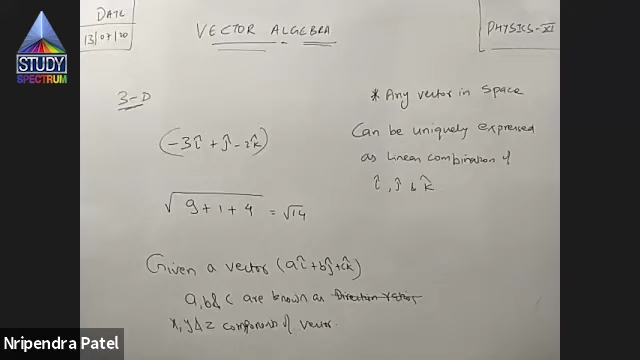 DATE
13/07/20
VECTOR ALGEBRA
PHYSICS-XI
STUDY
SPECTRUM
3-D
(-3î + ĵ - 2k̂)
√9+1+4 = √14
* Any vector in space
Can be uniquely expressed
as linear combination of
î, ĵ & k̂
Given a vector (aî+bĵ+ck̂)
a,b&c are known as Direction ratios
x,y&z components of vector.
Nripendra Patel